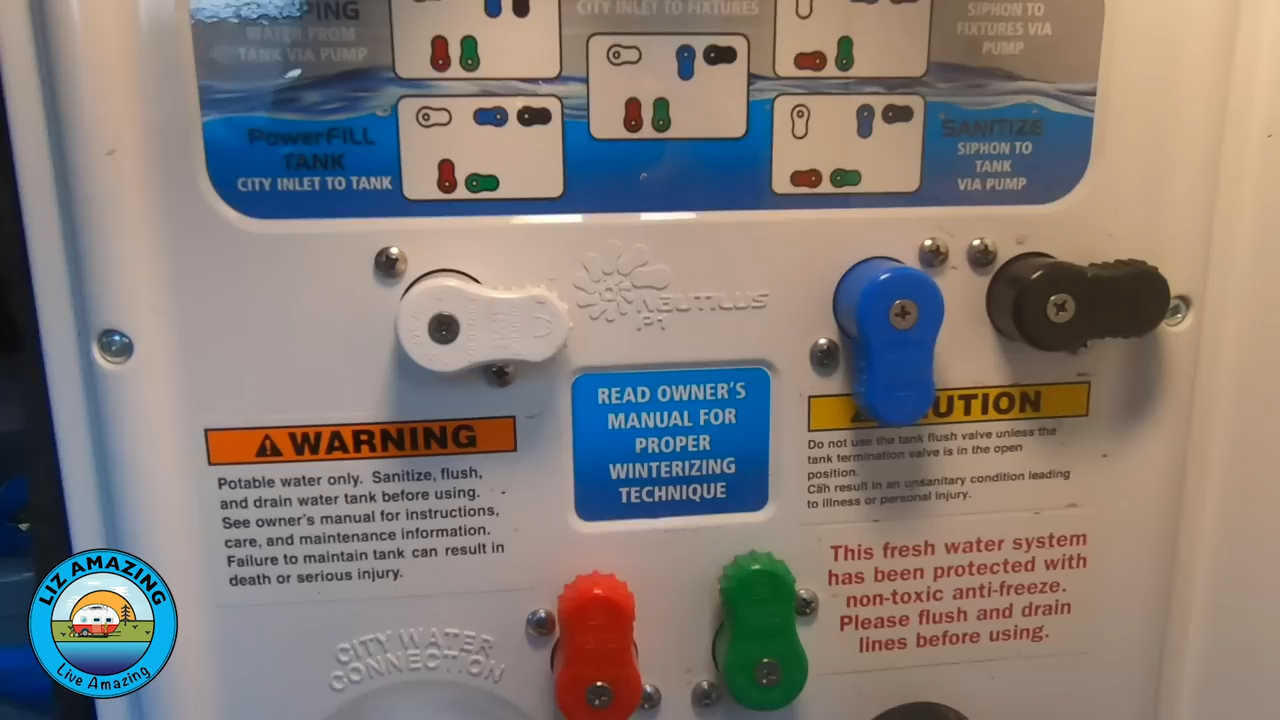 WATER FROM
TANK VIA PUMP
CITY INLET TO FIXTURES
SIPHON TO
FIXTURES VIA
PUMP
PowerFILL
TANK
CITY INLET TO TANK
SANITIZE
SIPHON TO
TANK
VIA PUMP
NAUTILUS
P1
WARNING
Potable water only. Sanitize, flush,
and drain water tank before using.
See owner's manual for instructions,
care, and maintenance information.
Failure to maintain tank can result in
death or serious injury.
READ OWNER'S
MANUAL FOR
PROPER
WINTERIZING
TECHNIQUE
CAUTION
Do not use the tank flush valve unless the
tank termination valve is in the open
position.
Can result in an unsanitary condition leading
to illness or personal injury.
This fresh water system
has been protected with
non-toxic anti-freeze.
Please flush and drain
lines before using.
CITY WATER
CONNECTION
LIZ AMAZING
Live Amazing